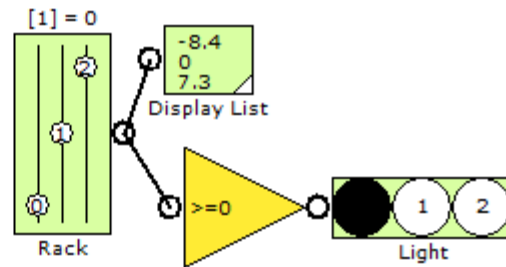 [1] = 0
0
1
2
Rack
-8.4
0
7.3
Display List
>=0
1
2
Light